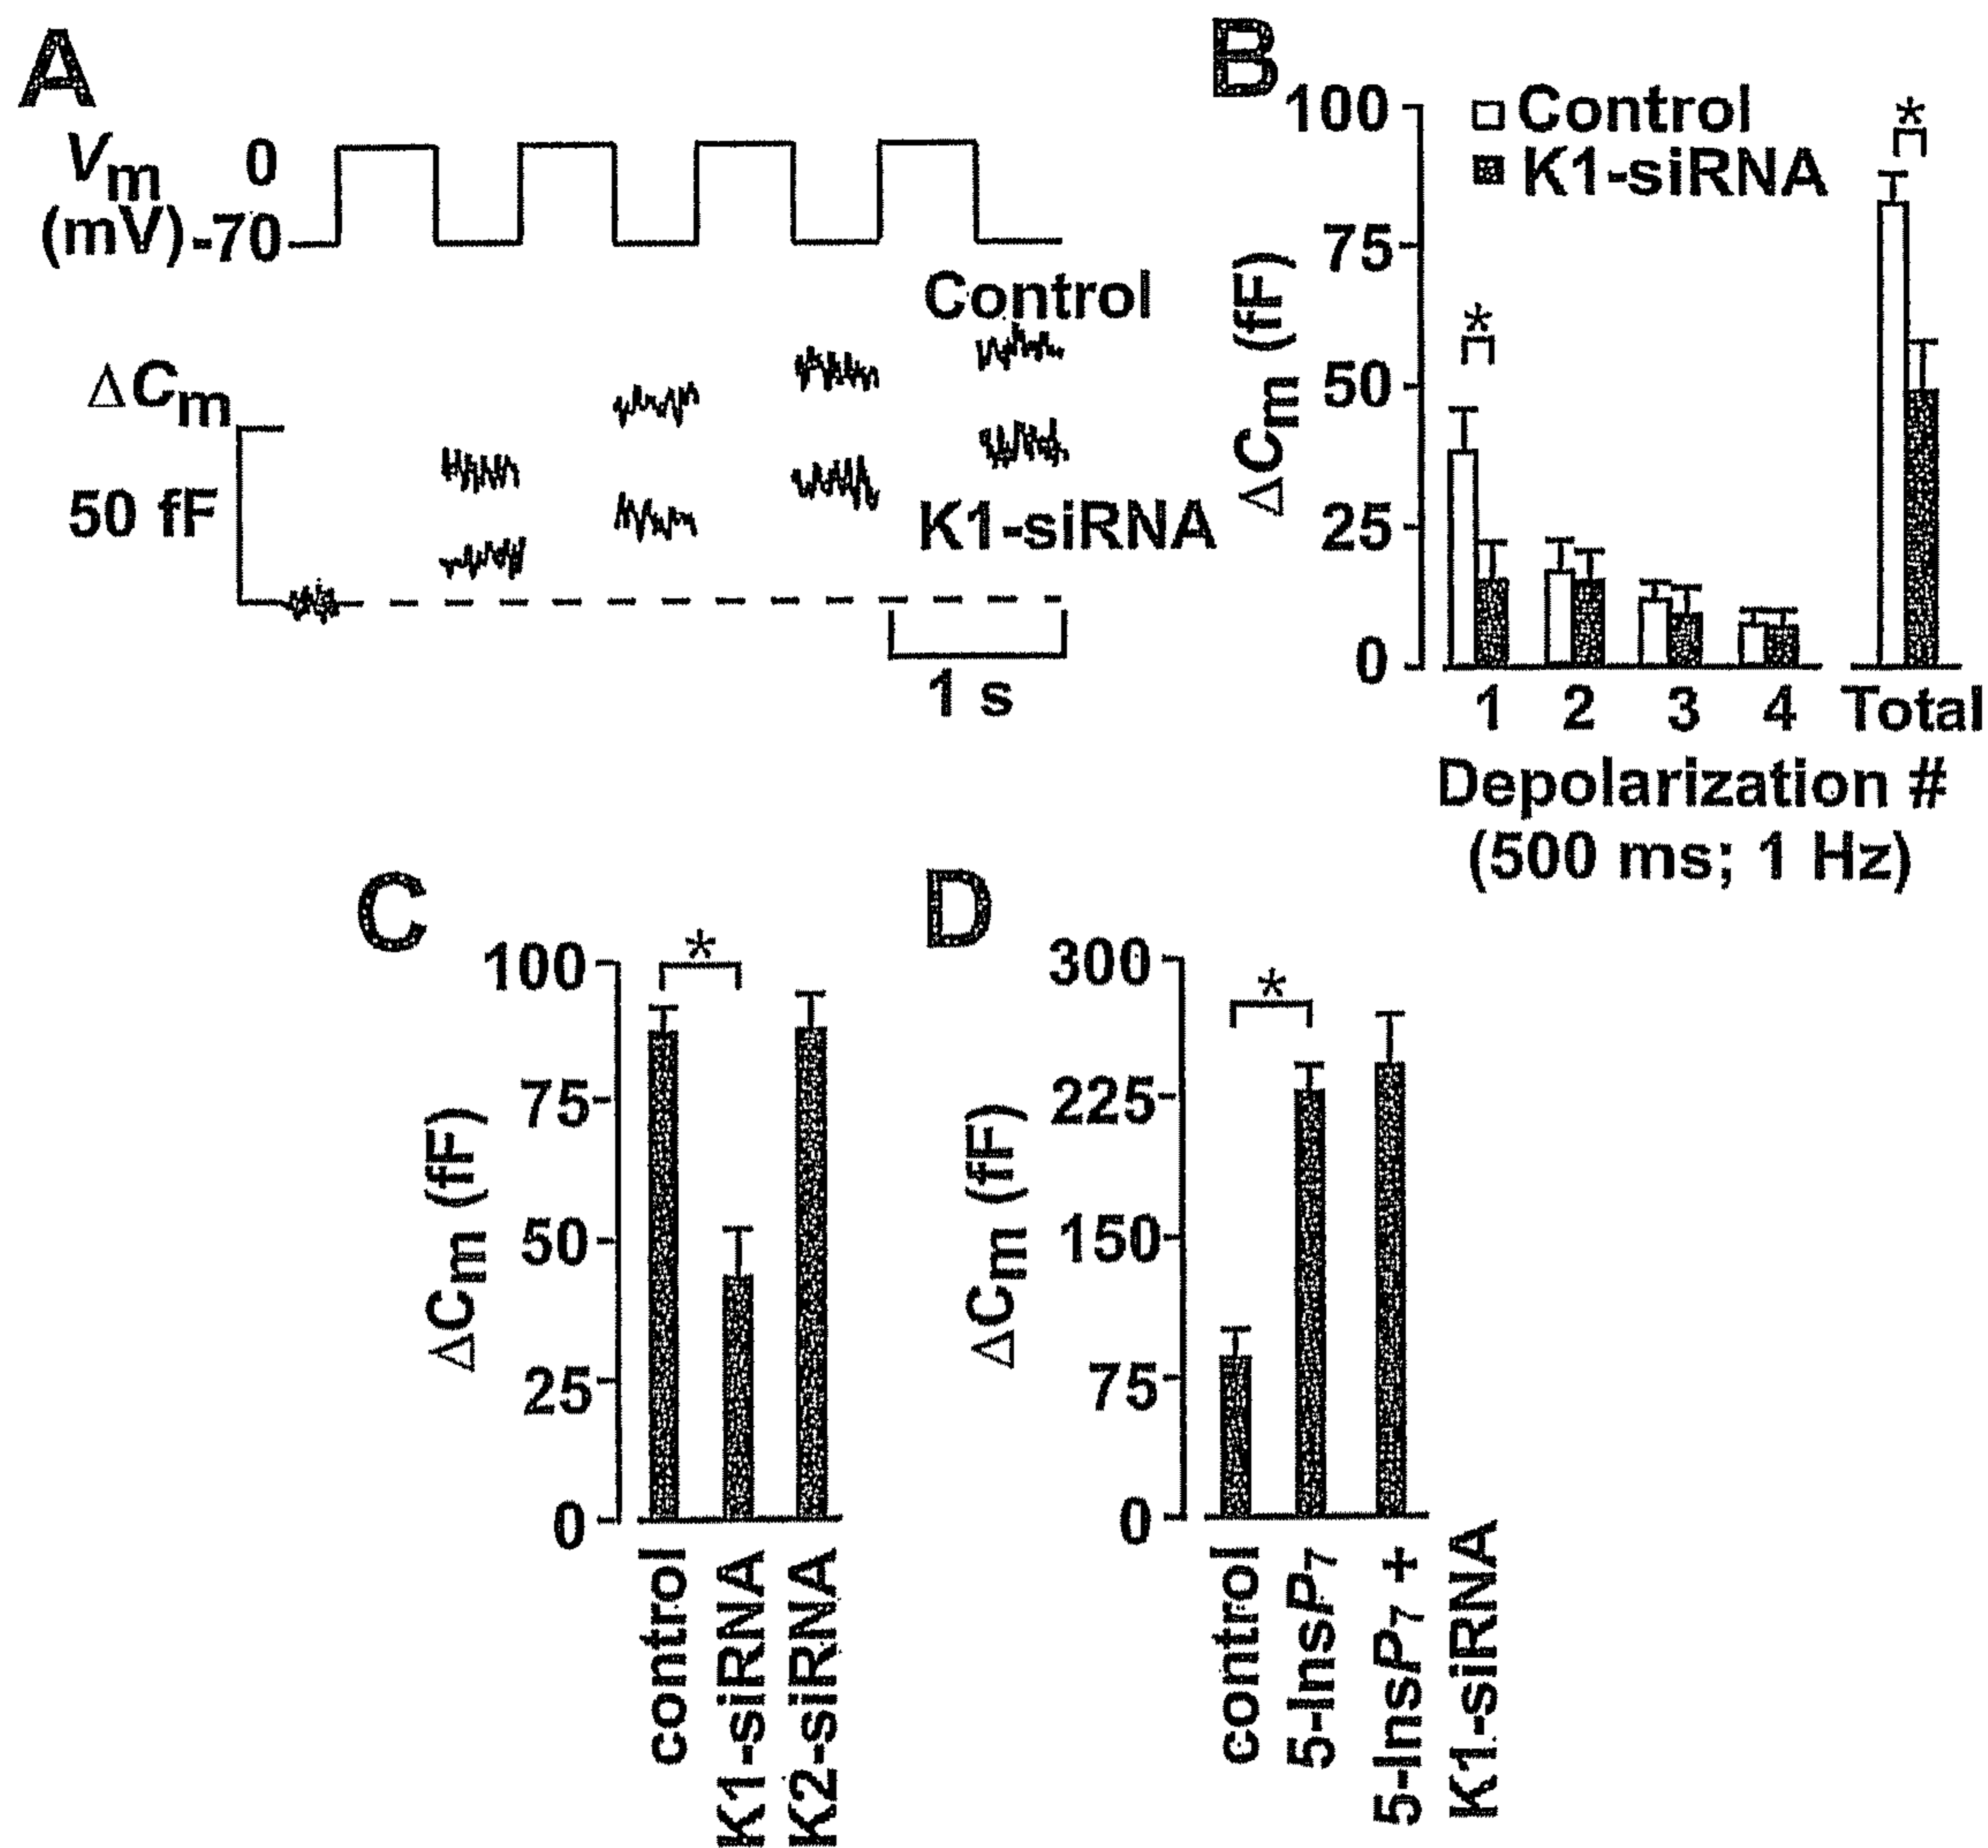 A
Vm
(mV)
0
-70
ΔCm
50 fF
Control
K1-siRNA
1 s
B
ΔCm (fF)
100
75
50
25
0
Control
K1-siRNA
*
*
1 2 3 4 Total
Depolarization #
(500 ms; 1 Hz)
C
ΔCm (fF)
100
75
50
25
0
*
control
K1-siRNA
K2-siRNA
D
ΔCm (fF)
300
225
150
75
0
*
control
5-InsP7
5-InsP7 +
K1-siRNA